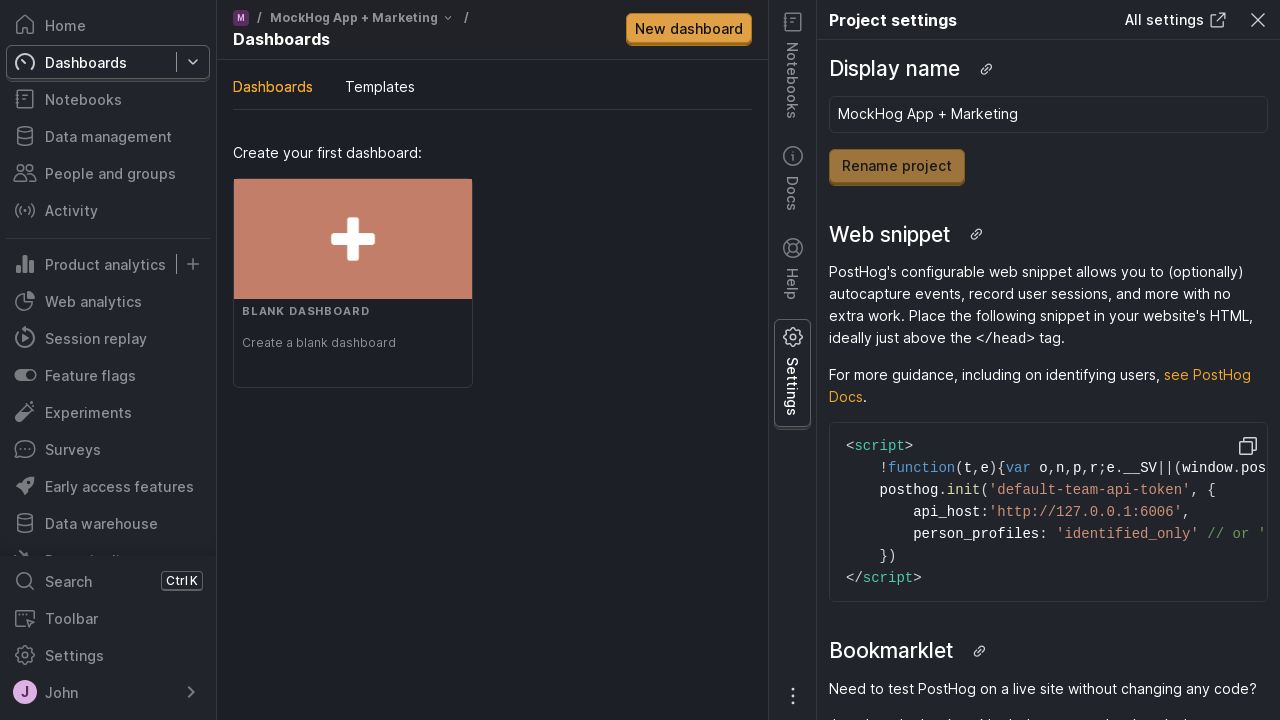 Home
Dashboards
Notebooks
Data management
People and groups
Activity
Product analytics
Web analytics
Session replay
Feature flags
Experiments
Surveys
Early access features
Data warehouse
Search Ctrl K
Toolbar
Settings
J John
M / MockHog App + Marketing /
Dashboards
New dashboard
Dashboards Templates
Create your first dashboard:
BLANK DASHBOARD
Create a blank dashboard
Notebooks
Docs
Help
Settings
Project settings
All settings
Display name
MockHog App + Marketing
Rename project
Web snippet
PostHog's configurable web snippet allows you to (optionally)
autocapture events, record user sessions, and more with no
extra work. Place the following snippet in your website's HTML,
ideally just above the </head> tag.
For more guidance, including on identifying users, see PostHog
Docs.
<script>
    !function(t,e){var o,n,p,r;e.__SV||(window.pos
    posthog.init('default-team-api-token', {
        api_host:'http://127.0.0.1:6006',
        person_profiles: 'identified_only' // or '
    })
</script>
Bookmarklet
Need to test PostHog on a live site without changing any code?